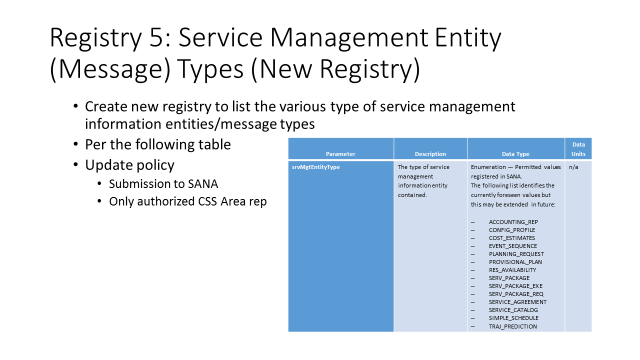 Registry 5: Service Management Entity
(Message) Types (New Registry)
• Create new registry to list the various type of service management
information entities/message types
• Per the following table
• Update policy
• Submission to SANA
• Only authorized CSS Area rep
Parameter Description Data Type Data Units
srvMgtEntityType
The type of service
management
information entity
contained.
Enumeration — Permitted values
registered in SANA.
The following list identifies the
currently foreseen values but
this may be extended in future:
– ACCOUNTING_REP
– CONFIG_PROFILE
– COST_ESTIMATES
– EVENT_SEQUENCE
– PLANNING_REQUEST
– PROVISIONAL_PLAN
– RES_AVAILABILITY
– SERV_PACKAGE
– SERV_PACKAGE_EXE
– SERV_PACKAGE_REQ
– SERVICE_AGREEMENT
– SERVICE_CATALOG
– SIMPLE_SCHEDULE
– TRAJ_PREDICTION
n/a